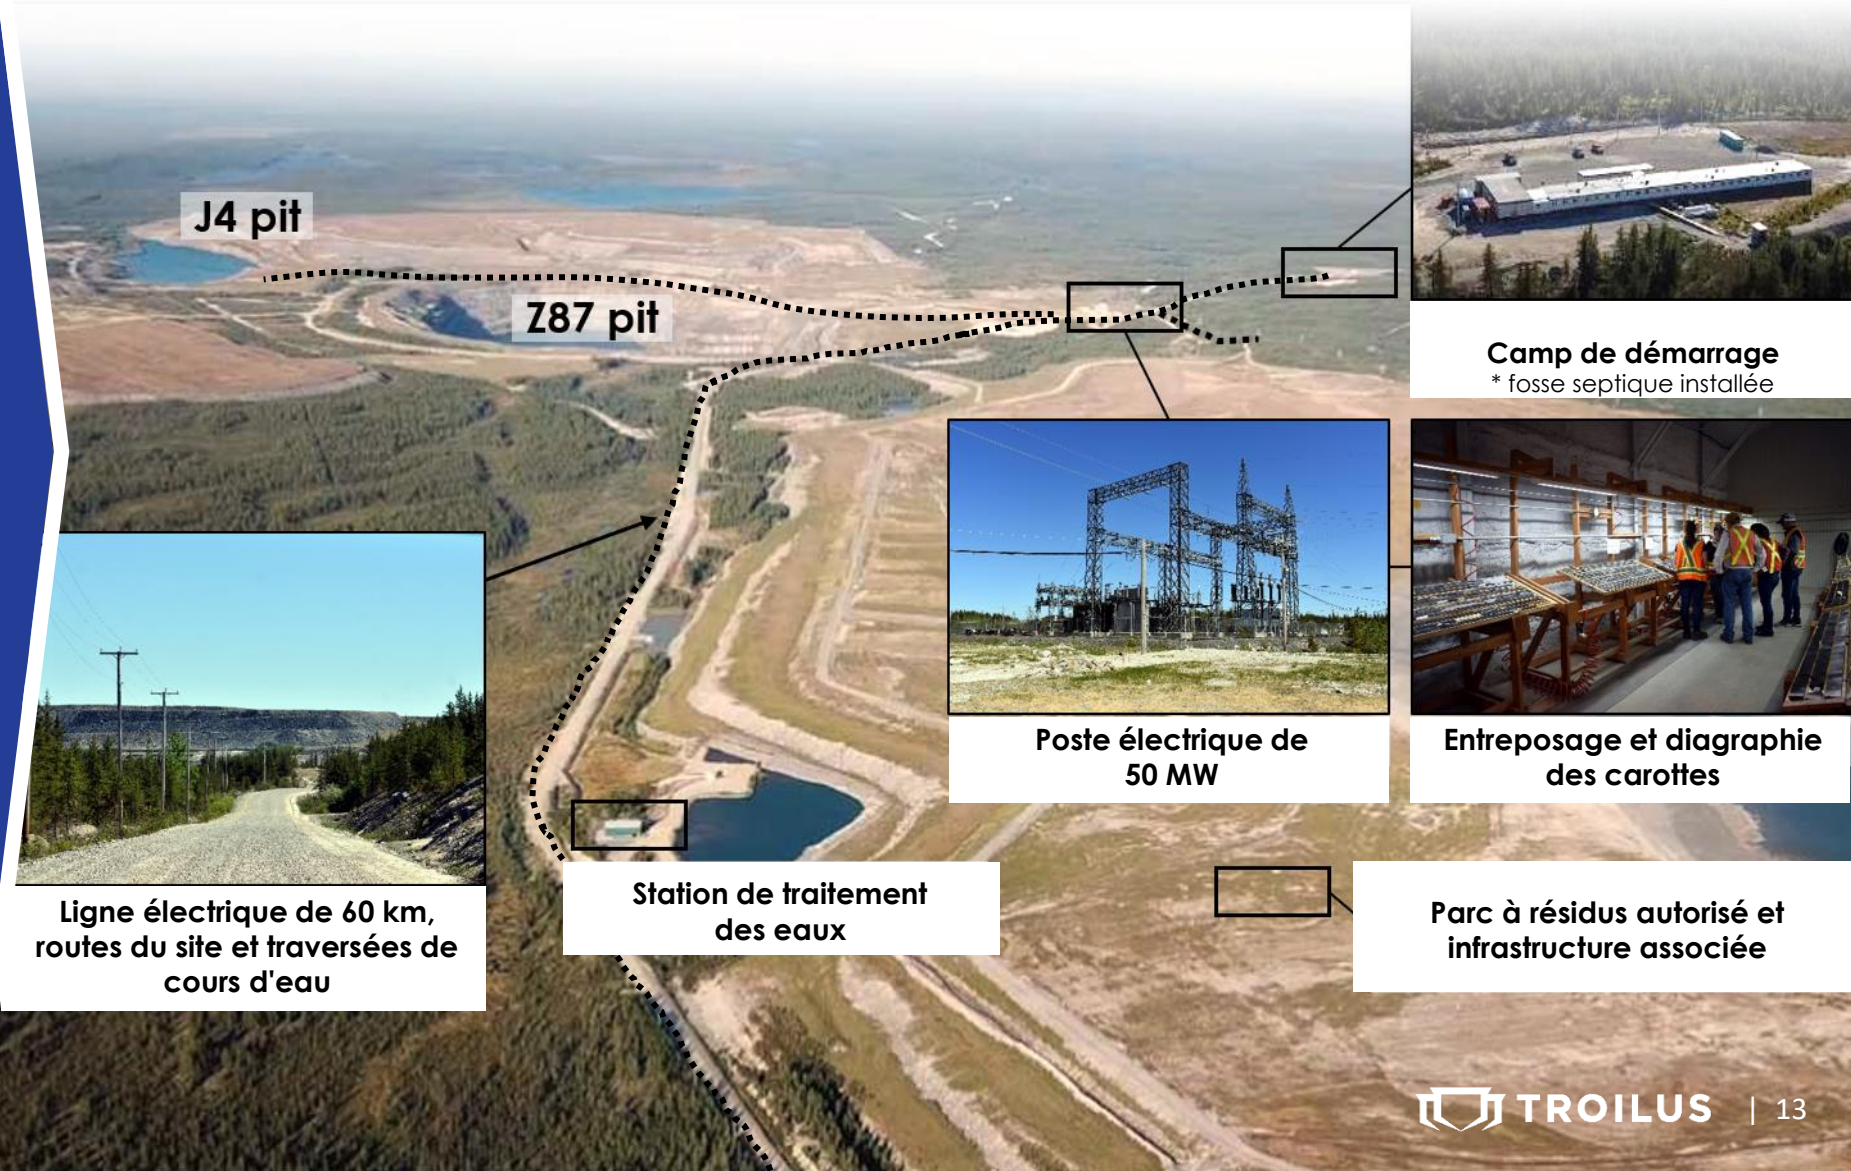 J4 pit
Z87 pit
Camp de démarrage
* fosse septique installée
Poste électrique de
50 MW
Entreposage et diagraphie
des carottes
Ligne électrique de 60 km,
routes du site et traversées de
cours d'eau
Station de traitement
des eaux
Parc à résidus autorisé et
infrastructure associée
TROILUS | 13